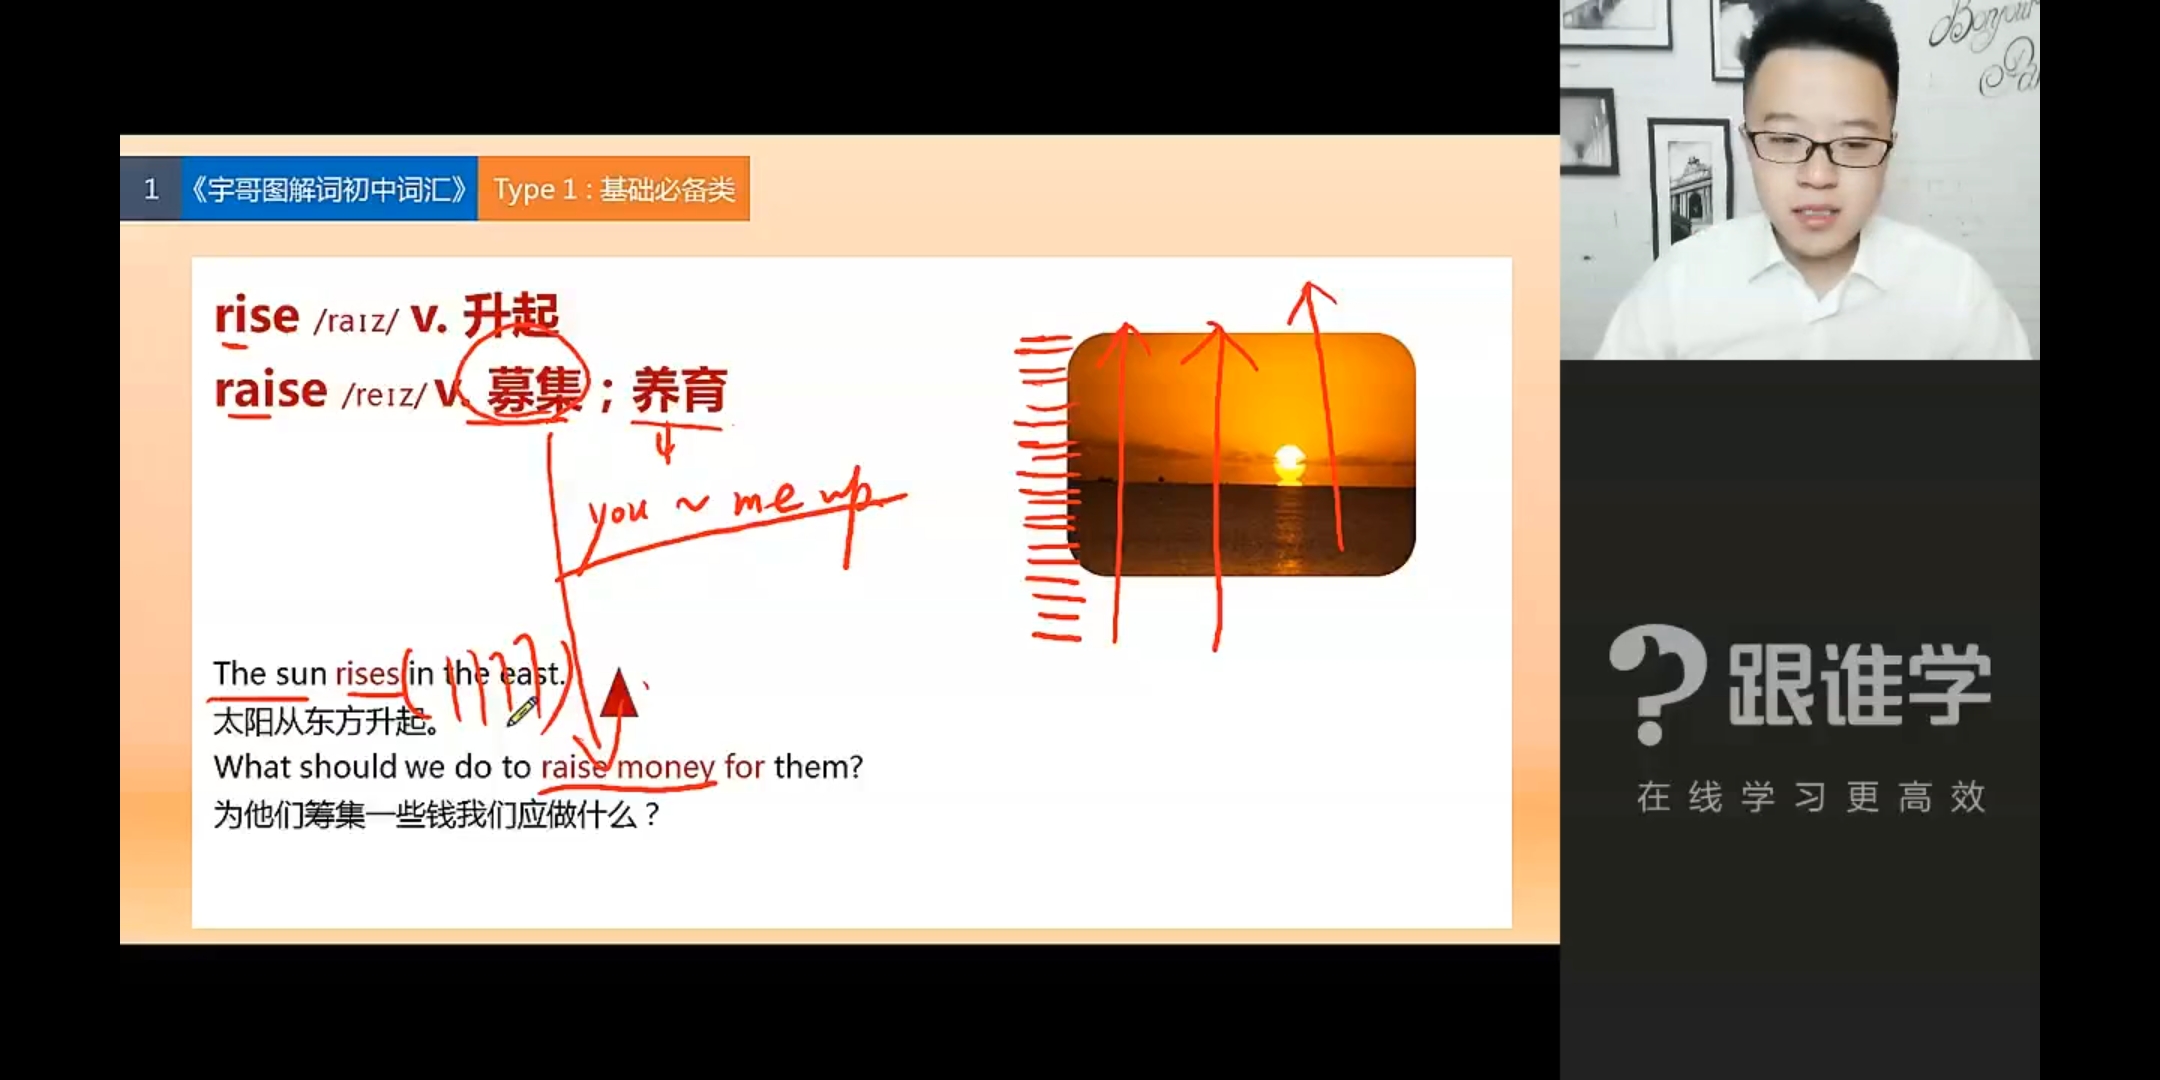 1 《宇哥图解词初中词汇》 Type 1：基础必备类
rise /raɪz/ v. 升起
raise /reɪz/ v. 募集；养育
you ~ me up
The sun rises in the east.
太阳从东方升起。
What should we do to raise money for them?
为他们筹集一些钱我们应做什么？
Bonjour
跟谁学
在线学习更高效